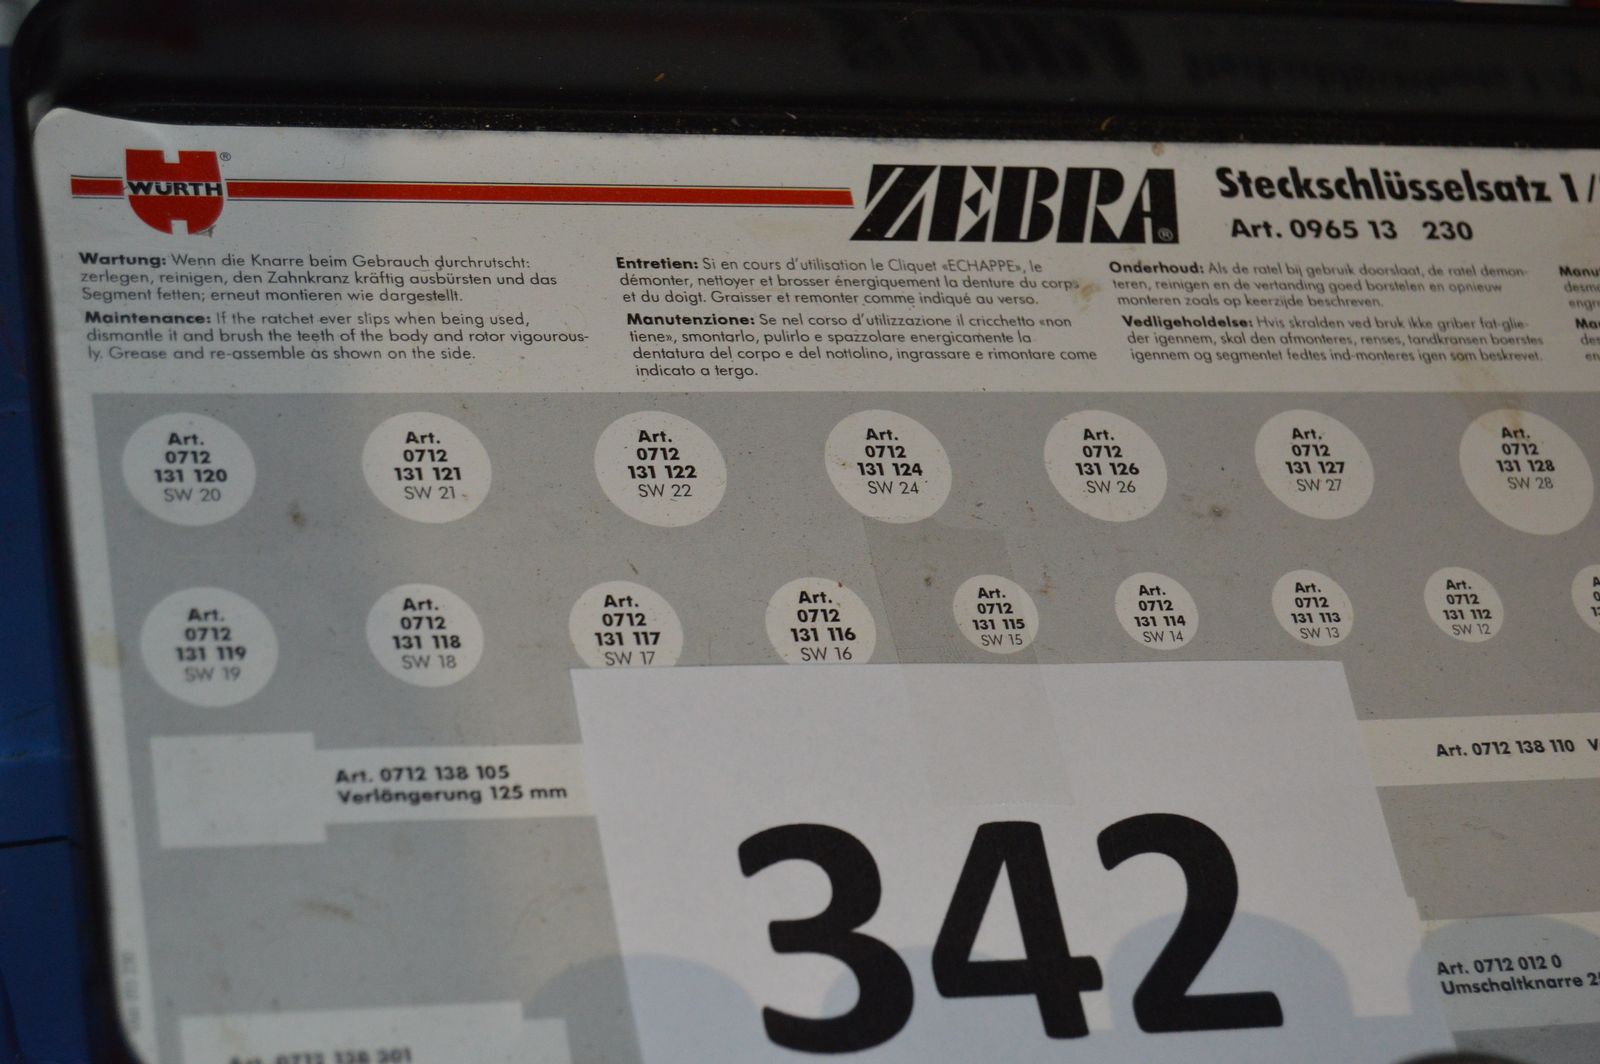 WÜRTH®
ZEBRA®
Steckschlüsselsatz 1/
Art. 0965 13 230
Wartung: Wenn die Knarre beim Gebrauch durchrutscht:
zerlegen, reinigen, den Zahnkranz kräftig ausbürsten und das
Segment fetten; erneut montieren wie dargestellt.
Maintenance: If the ratchet ever slips when being used,
dismantle it and brush the teeth of the body and rotor vigourous-
ly. Grease and re-assemble as shown on the side.
Entretien: Si en cours d'utilisation le Cliquet «ECHAPPE», le
démonter, nettoyer et brosser énergiquement la denture du corps
et du doigt. Graisser et remonter comme indiqué au verso.
Manutenzione: Se nel corso d'utilizzazione il cricchetto «non
tiene», smontarlo, pulirlo e spazzolare energicamente la
dentatura del corpo e del nottolino, ingrassare e rimontare come
indicato a tergo.
Onderhoud: Als de ratel bij gebruik doorslaat, de ratel demon-
teren, reinigen en de vertanding goed borstelen en opnieuw
monteren zoals op keerzijde beschreven.
Vedligeholdelse: Hvis skralden ved bruk ikke griber fat-glie-
der igennem, skal den afmonteres, renses, tandkransen boerstes
igennem og segmentet fedtes ind-monteres igen som beskrevet.
Art.
0712
131 120
SW 20
Art.
0712
131 121
SW 21
Art.
0712
131 122
SW 22
Art.
0712
131 124
SW 24
Art.
0712
131 126
SW 26
Art.
0712
131 127
SW 27
Art.
0712
131 128
SW 28
Art.
0712
131 119
SW 19
Art.
0712
131 118
SW 18
Art.
0712
131 117
SW 17
Art.
0712
131 116
SW 16
Art.
0712
131 115
SW 15
Art.
0712
131 114
SW 14
Art.
0712
131 113
SW 13
Art.
0712
131 112
SW 12
Art. 0712 138 105
Verlängerung 125 mm
Art. 0712 138 110 V
342
Art. 0712 012 0
Umschaltknarre 2
Art. 0712 138 301